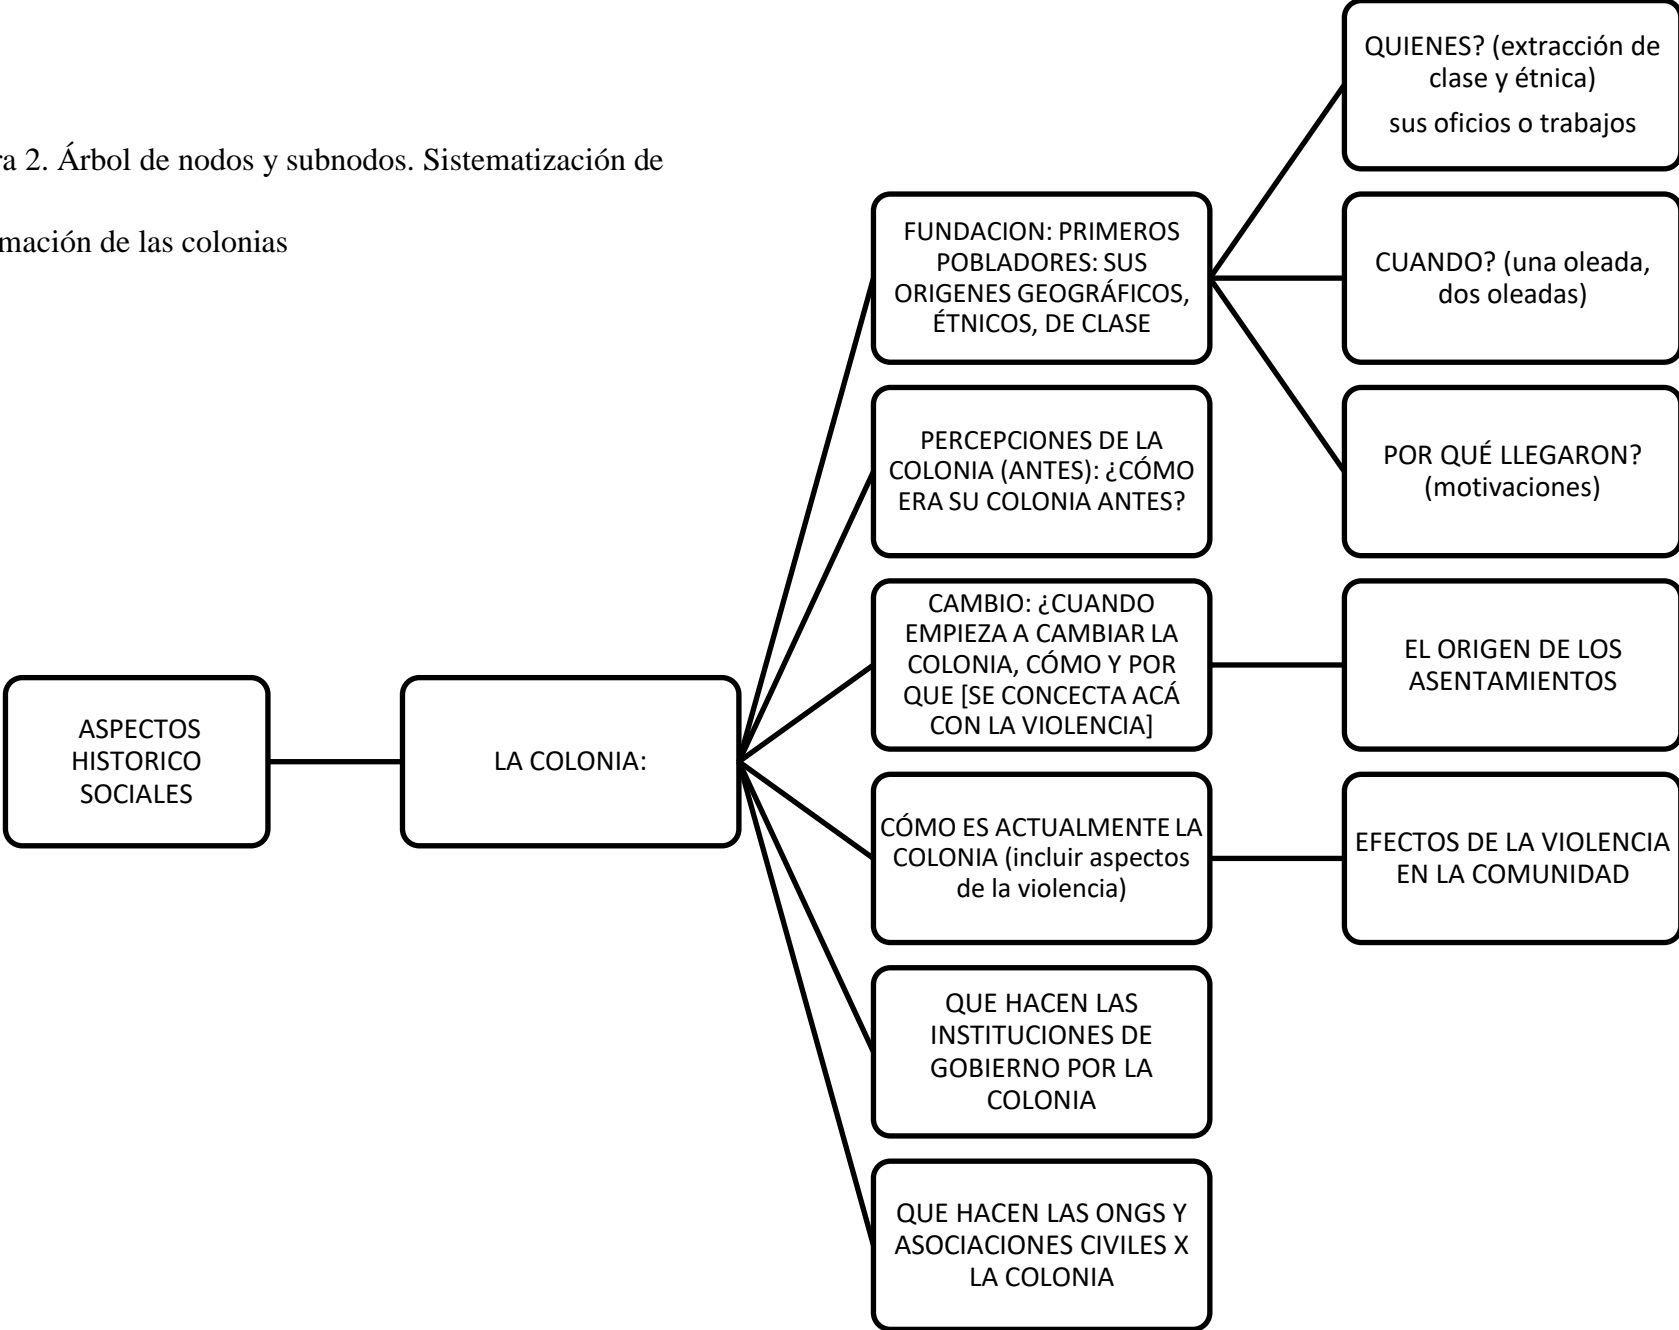 ra 2. Árbol de nodos y subnodos. Sistematización de
mación de las colonias
ASPECTOS
HISTORICO
SOCIALES
LA COLONIA:
FUNDACION: PRIMEROS
POBLADORES: SUS
ORIGENES GEOGRÁFICOS,
ÉTNICOS, DE CLASE
QUIENES? (extracción de
clase y étnica)
sus oficios o trabajos
CUANDO? (una oleada,
dos oleadas)
POR QUÉ LLEGARON?
(motivaciones)
PERCEPCIONES DE LA
COLONIA (ANTES): ¿CÓMO
ERA SU COLONIA ANTES?
CAMBIO: ¿CUANDO
EMPIEZA A CAMBIAR LA
COLONIA, CÓMO Y POR
QUE [SE CONCECTA ACÁ
CON LA VIOLENCIA]
EL ORIGEN DE LOS
ASENTAMIENTOS
CÓMO ES ACTUALMENTE LA
COLONIA (incluir aspectos
de la violencia)
EFECTOS DE LA VIOLENCIA
EN LA COMUNIDAD
QUE HACEN LAS
INSTITUCIONES DE
GOBIERNO POR LA
COLONIA
QUE HACEN LAS ONGS Y
ASOCIACIONES CIVILES X
LA COLONIA